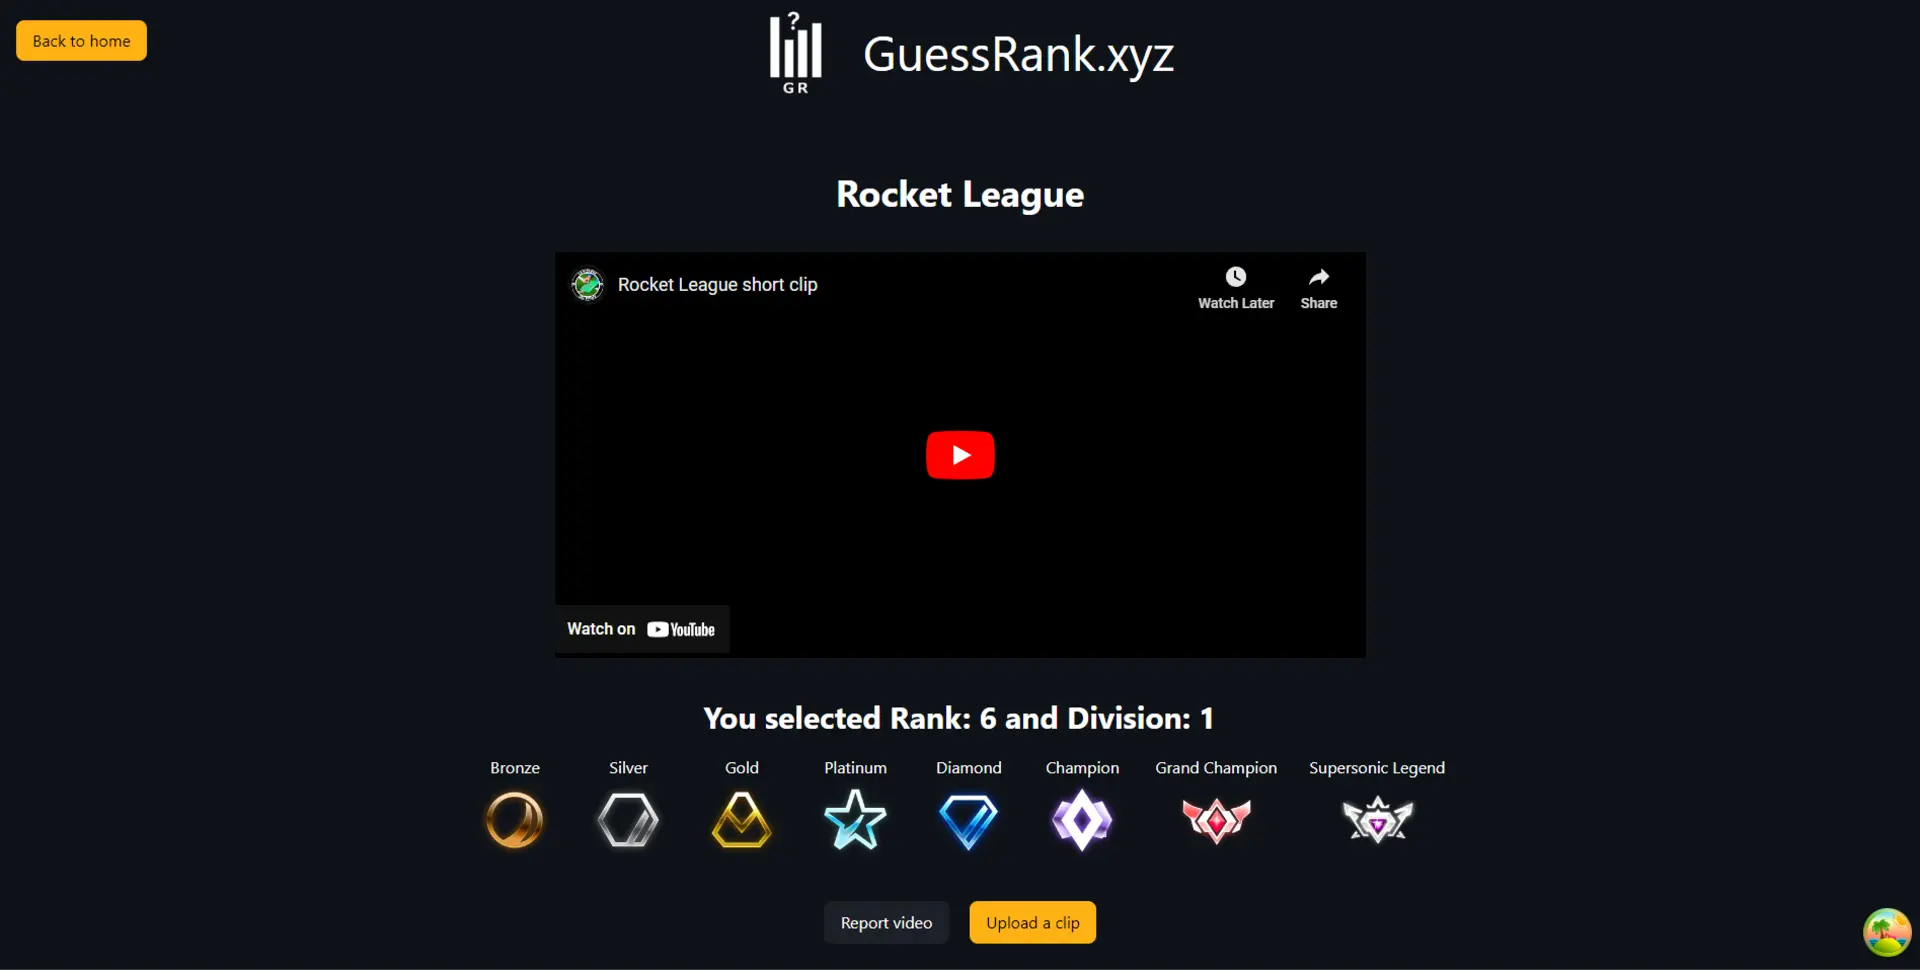 Back to home
?
GR
GuessRank.xyz
Rocket League
Rocket League short clip
Watch Later
Share
Watch on YouTube
You selected Rank: 6 and Division: 1
Bronze Silver Gold Platinum Diamond Champion Grand Champion Supersonic Legend
Report video
Upload a clip